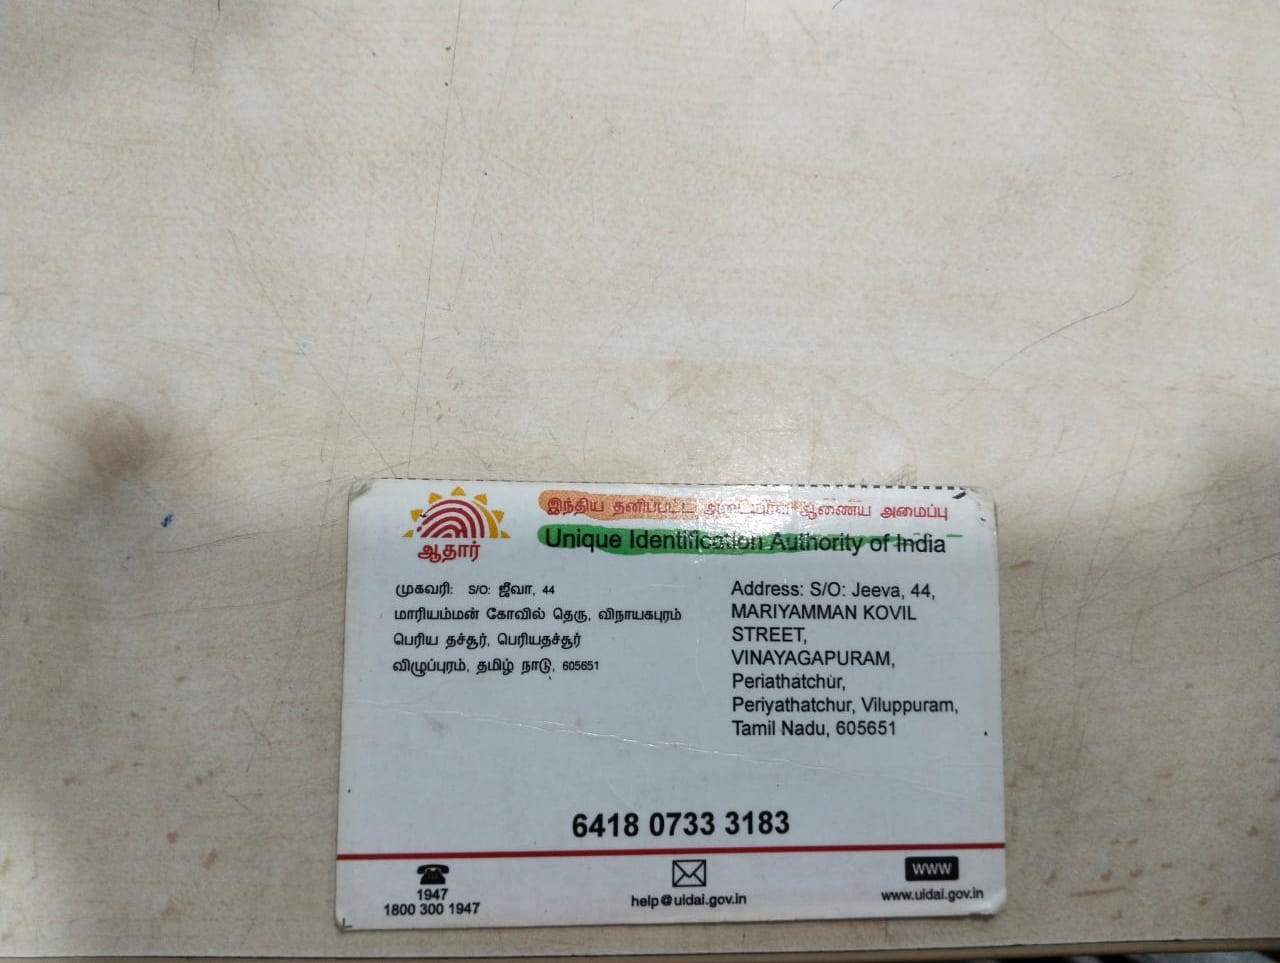 ஆதார்
இந்திய தனிப்பட்ட அடையாள ஆணைய அமைப்பு
Unique Identification Authority of India
முகவரி: S/O: ஜீவா, 44
மாரியம்மன் கோவில் தெரு, விநாயகபுரம்
பெரிய தச்சூர், பெரியதச்சூர்
விழுப்புரம், தமிழ் நாடு, 605651
Address: S/O: Jeeva, 44,
MARIYAMMAN KOVIL
STREET,
VINAYAGAPURAM,
Periathatchur,
Periyathatchur, Viluppuram,
Tamil Nadu, 605651
6418 0733 3183
1947
1800 300 1947
help@uidai.gov.in
WWW
www.uidai.gov.in